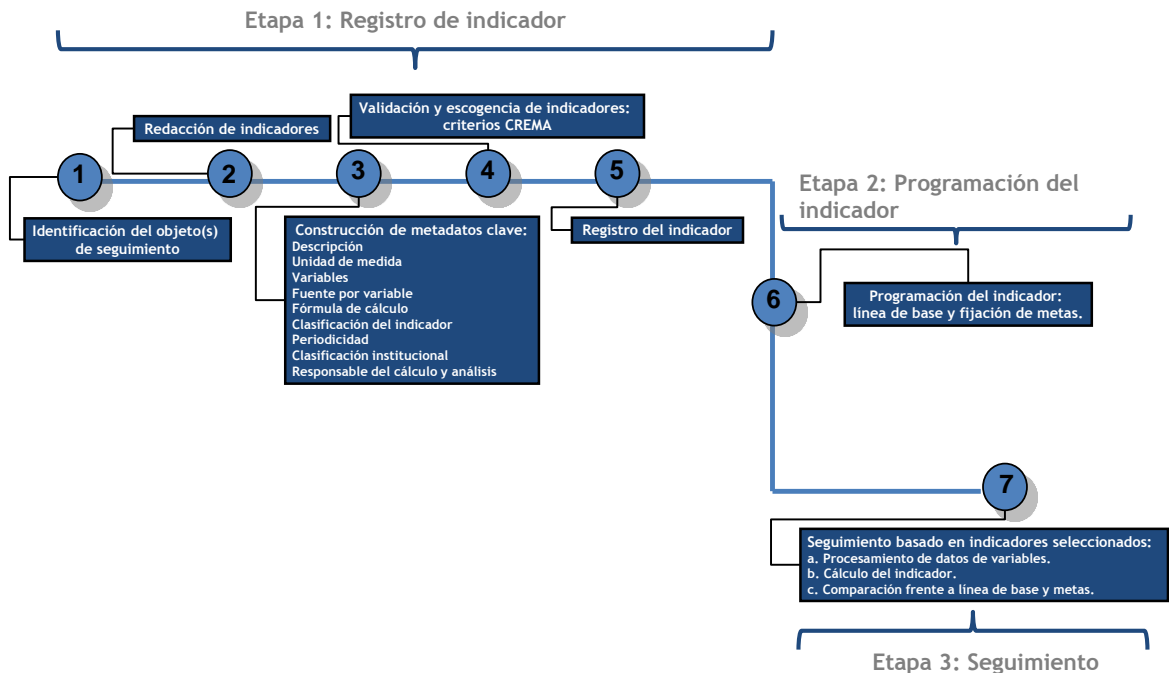 Etapa 1: Registro de indicador
Validación y escogencia de indicadores:
criterios CREMA
Redacción de indicadores
1
2
3
4
5
Identificación del objeto(s)
de seguimiento
Construcción de metadatos clave:
Descripción
Unidad de medida
Variables
Fuente por variable
Fórmula de cálculo
Clasificación del indicador
Periodicidad
Clasificación institucional
Responsable del cálculo y análisis
Registro del indicador
Etapa 2: Programación del
indicador
6
Programación del indicador:
línea de base y fijación de metas.
7
Seguimiento basado en indicadores seleccionados:
a. Procesamiento de datos de variables.
b. Cálculo del indicador.
c. Comparación frente a línea de base y metas.
Etapa 3: Seguimiento